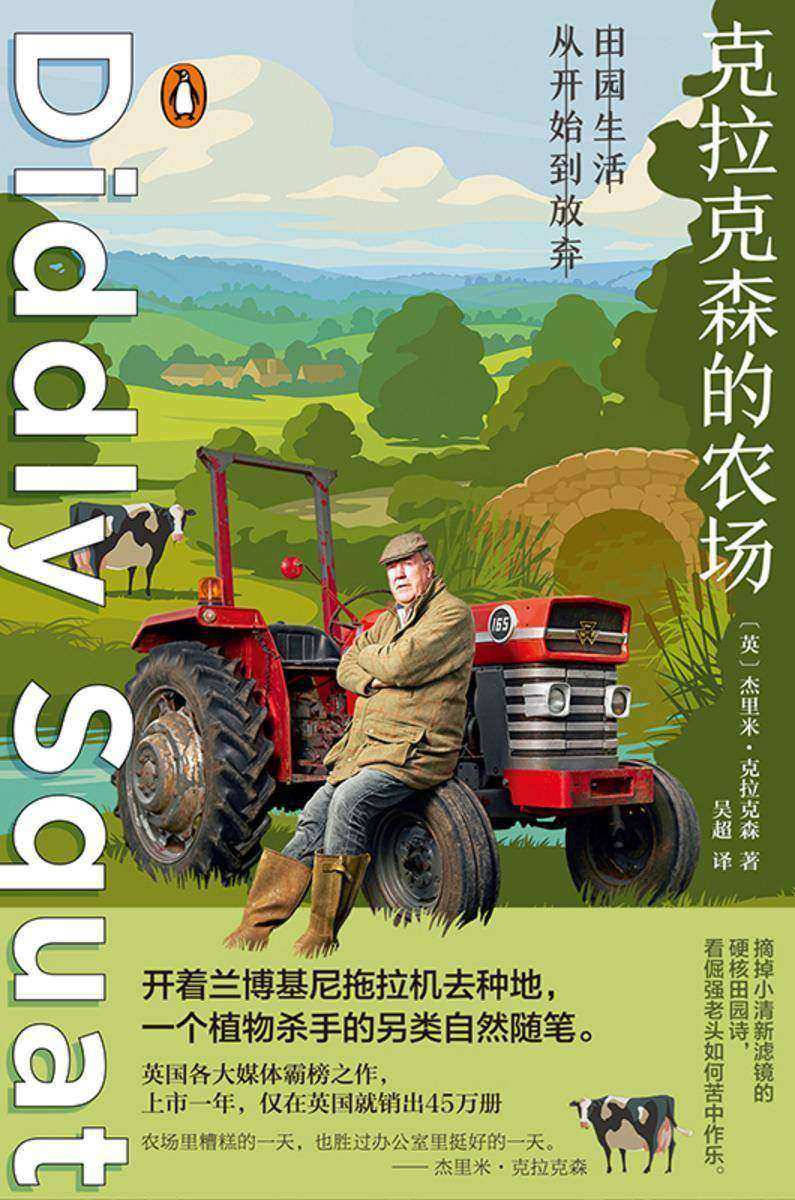 克拉克森的农场
田园生活
从开始到放弃
〔英〕杰里米·克拉克森 著
吴超 译
Diddly Squat
165
开着兰博基尼拖拉机去种地，
一个植物杀手的另类自然随笔。
英国各大媒体霸榜之作，
上市一年，仅在英国就销出45万册
农场里糟糕的一天，也胜过办公室里挺好的一天。
—— 杰里米·克拉克森
摘掉小清新滤镜的
硬核田园诗，
看倔强老头如何苦中作乐。